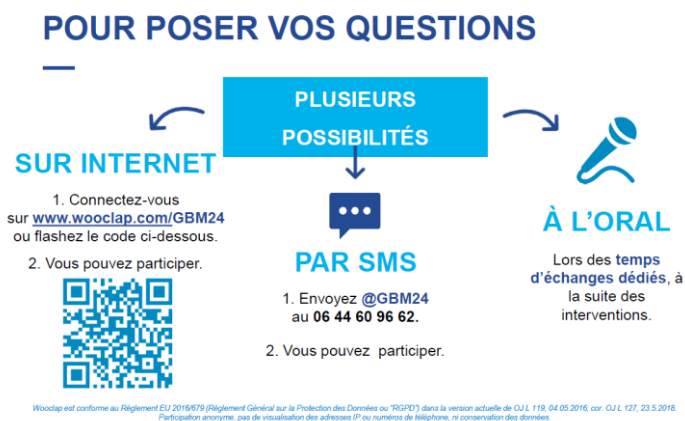 POUR POSER VOS QUESTIONS
PLUSIEURS
POSSIBILITÉS
SUR INTERNET
1. Connectez-vous
sur www.wooclap.com/GBM24
ou flashez le code ci-dessous.
2. Vous pouvez participer.
PAR SMS
1. Envoyez @GBM24
au 06 44 60 96 62.
2. Vous pouvez participer.
À L’ORAL
Lors des temps
d’échanges dédiés, à
la suite des
interventions.
Wooclap est conforme au Règlement EU 2016/679 (Règlement Général sur la Protection des Données ou "RGPD") dans la version actuelle de OJ L 119, 04.05.2016; cor. OJ L 127, 23.5.2018.
Participation anonyme, pas de visualisation des adresses IP ou numéros de téléphone, ni conservation des données.